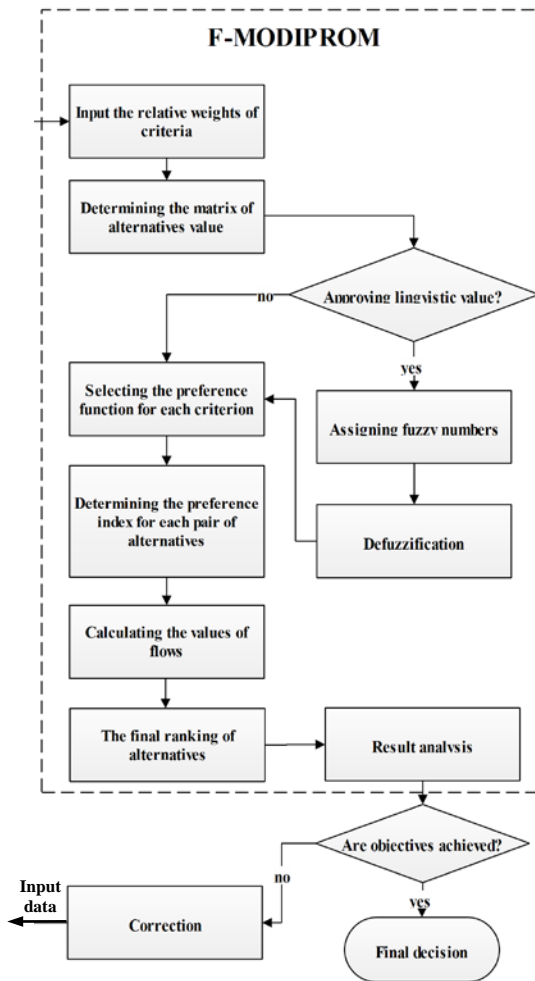 F-MODIPROM
Input the relative weights of
criteria
Determining the matrix of
alternatives value
Approving lingvistic value?
no
yes
Selecting the preference
function for each criterion
Assigning fuzzy numbers
Determining the preference
index for each pair of
alternatives
Defuzzification
Calculating the values of
flows
The final ranking of
alternatives
Result analysis
Are objectives achieved?
no
yes
Input
data
Correction
Final decision